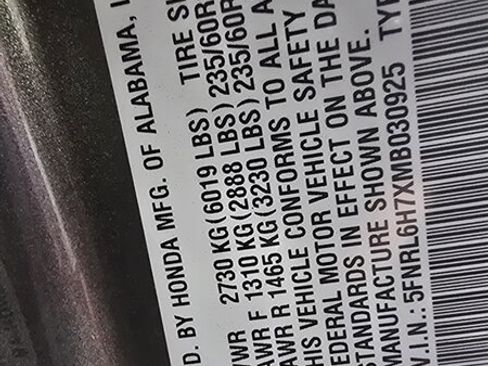 D. BY HONDA MFG. OF ALABAMA,
TIRE
VWR 2730 KG(6019 LBS)
AWR F 1310 KG(2888 LBS) 235/60R
AWR R 1465 KG(3230 LBS) 235/60R
HIS VEHICLE CONFORMS TO ALL A
EDERAL MOTOR VEHICLE SAFETY
STANDARDS IN EFFECT ON THE DA
MANUFACTURE SHOWN ABOVE.
V.I.N.: 5FNRL6H7XMB030925 TYP